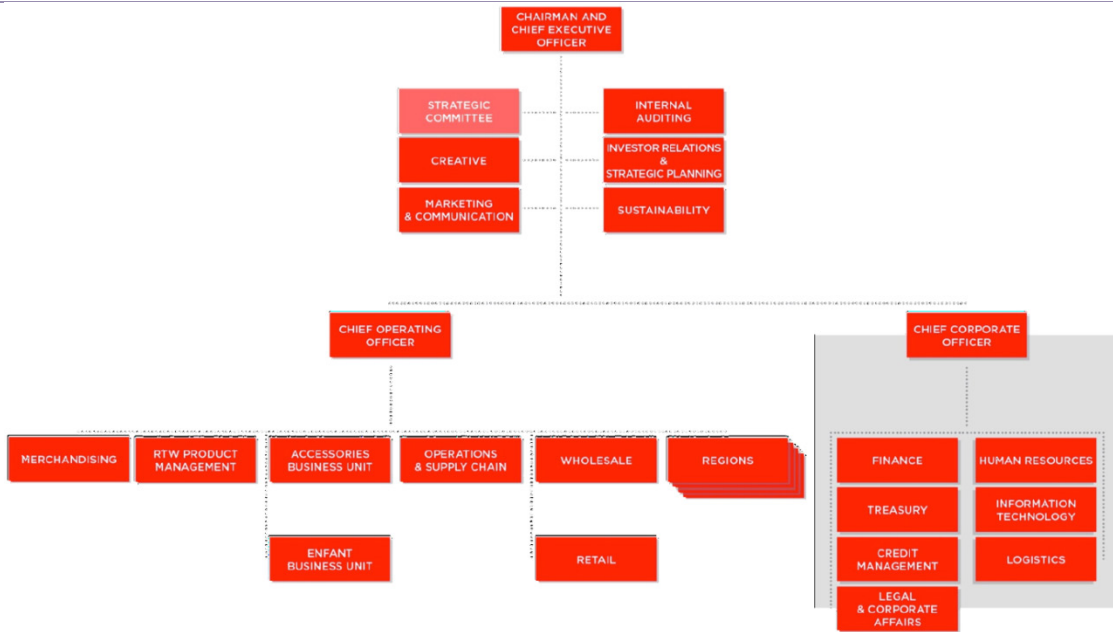 CHAIRMAN AND
CHIEF EXECUTIVE
OFFICER
STRATEGIC
COMMITTEE
INTERNAL
AUDITING
CREATIVE
INVESTOR RELATIONS
&
STRATEGIC PLANNING
MARKETING
& COMMUNICATION
SUSTAINABILITY
CHIEF OPERATING
OFFICER
CHIEF CORPORATE
OFFICER
MERCHANDISING
RTW PRODUCT
MANAGEMENT
ACCESSORIES
BUSINESS UNIT
OPERATIONS
& SUPPLY CHAIN
WHOLESALE
REGIONS
ENFANT
BUSINESS UNIT
RETAIL
FINANCE
HUMAN RESOURCES
TREASURY
INFORMATION
TECHNOLOGY
CREDIT
MANAGEMENT
LOGISTICS
LEGAL
& CORPORATE
AFFAIRS